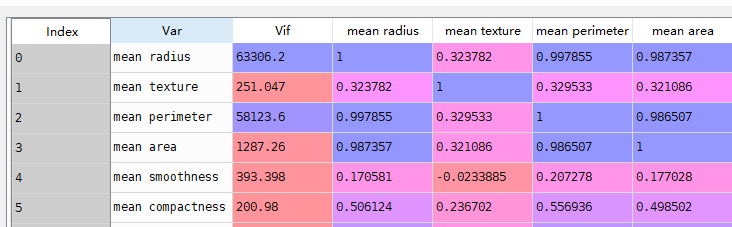 Index Var Vif mean radius mean texture mean perimeter mean area
0 mean radius 63306.2 1 0.323782 0.997855 0.987357
1 mean texture 251.047 0.323782 1 0.329533 0.321086
2 mean perimeter 58123.6 0.997855 0.329533 1 0.986507
3 mean area 1287.26 0.987357 0.321086 0.986507 1
4 mean smoothness 393.398 0.170581 -0.0233885 0.207278 0.177028
5 mean compactness 200.98 0.506124 0.236702 0.556936 0.498502